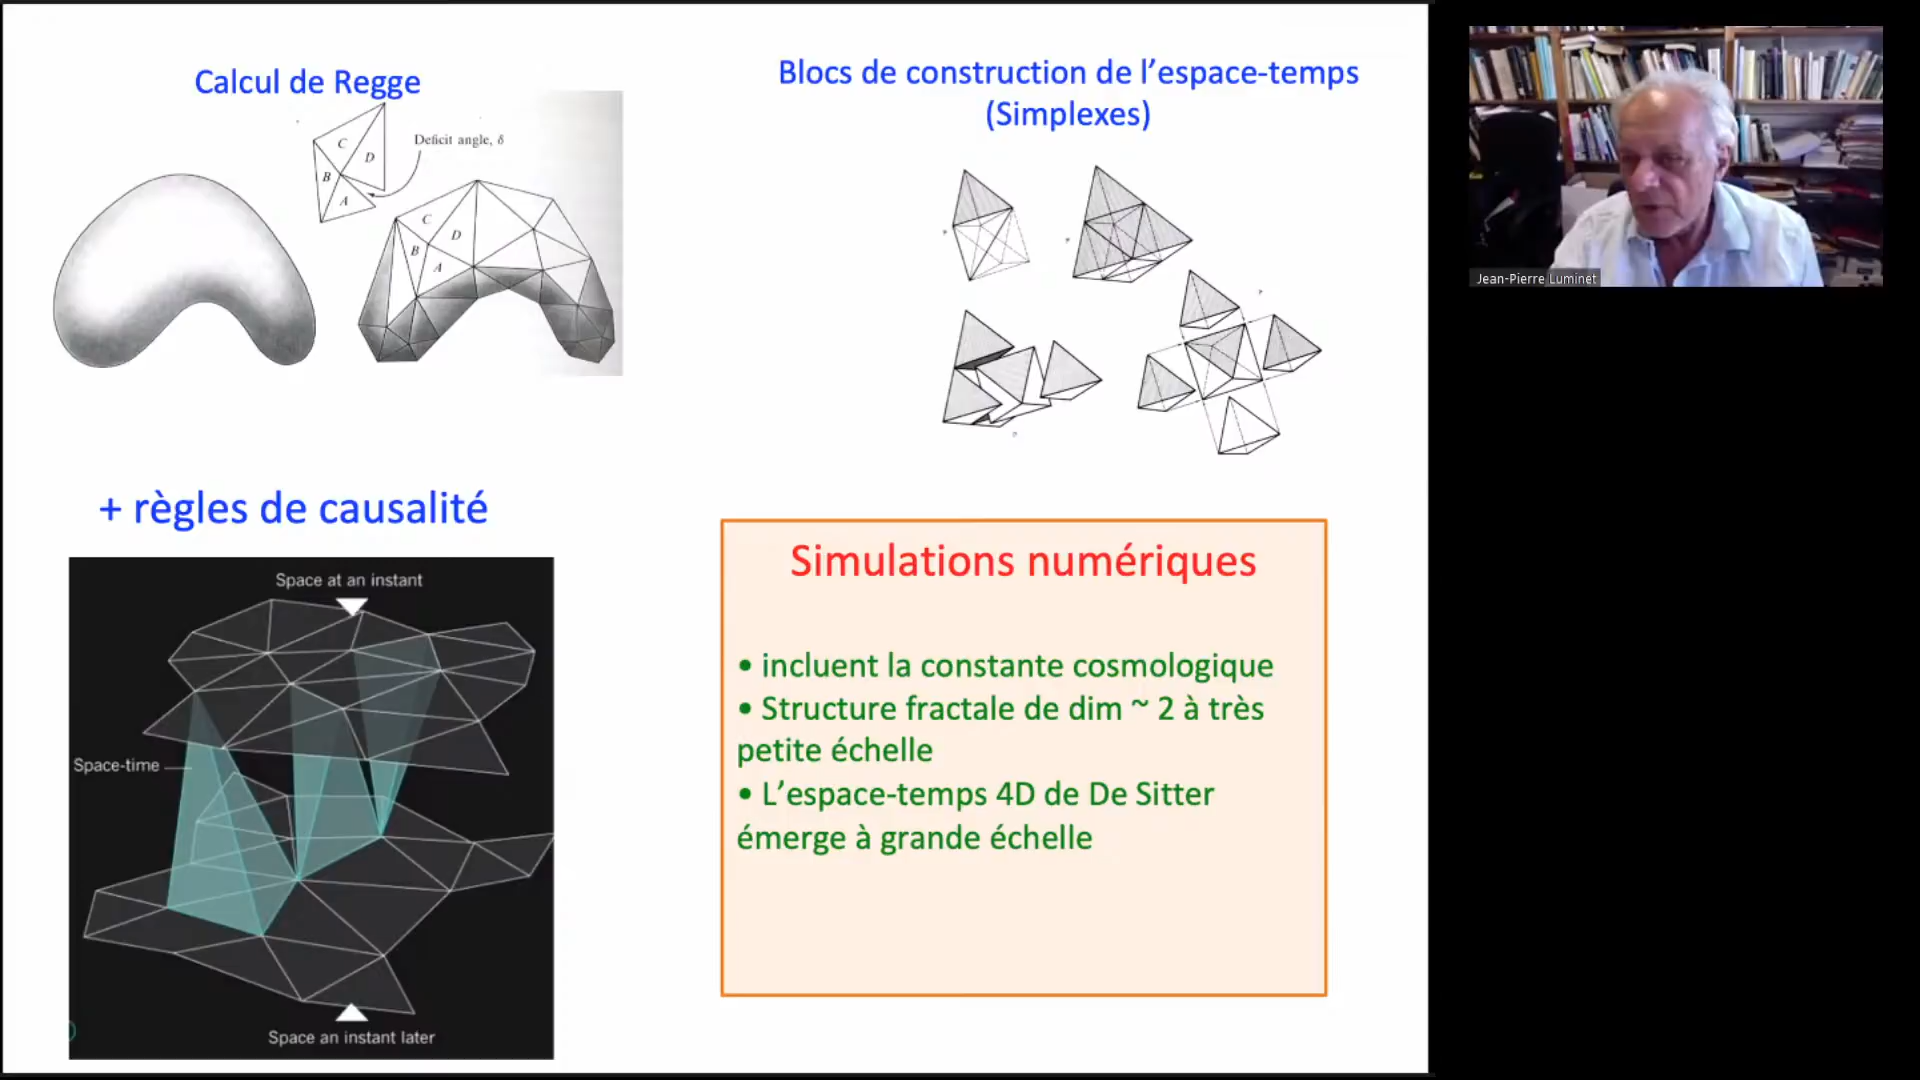 Calcul de Regge
C
D
B
A
Deficit angle, δ
C
D
B
A
Blocs de construction de l’espace-temps
(Simplexes)
Jean-Pierre Luminet
+ règles de causalité
Space at an instant
Space-time
Space an instant later
Simulations numériques
• incluent la constante cosmologique
• Structure fractale de dim ~ 2 à très
petite échelle
• L’espace-temps 4D de De Sitter
émerge à grande échelle